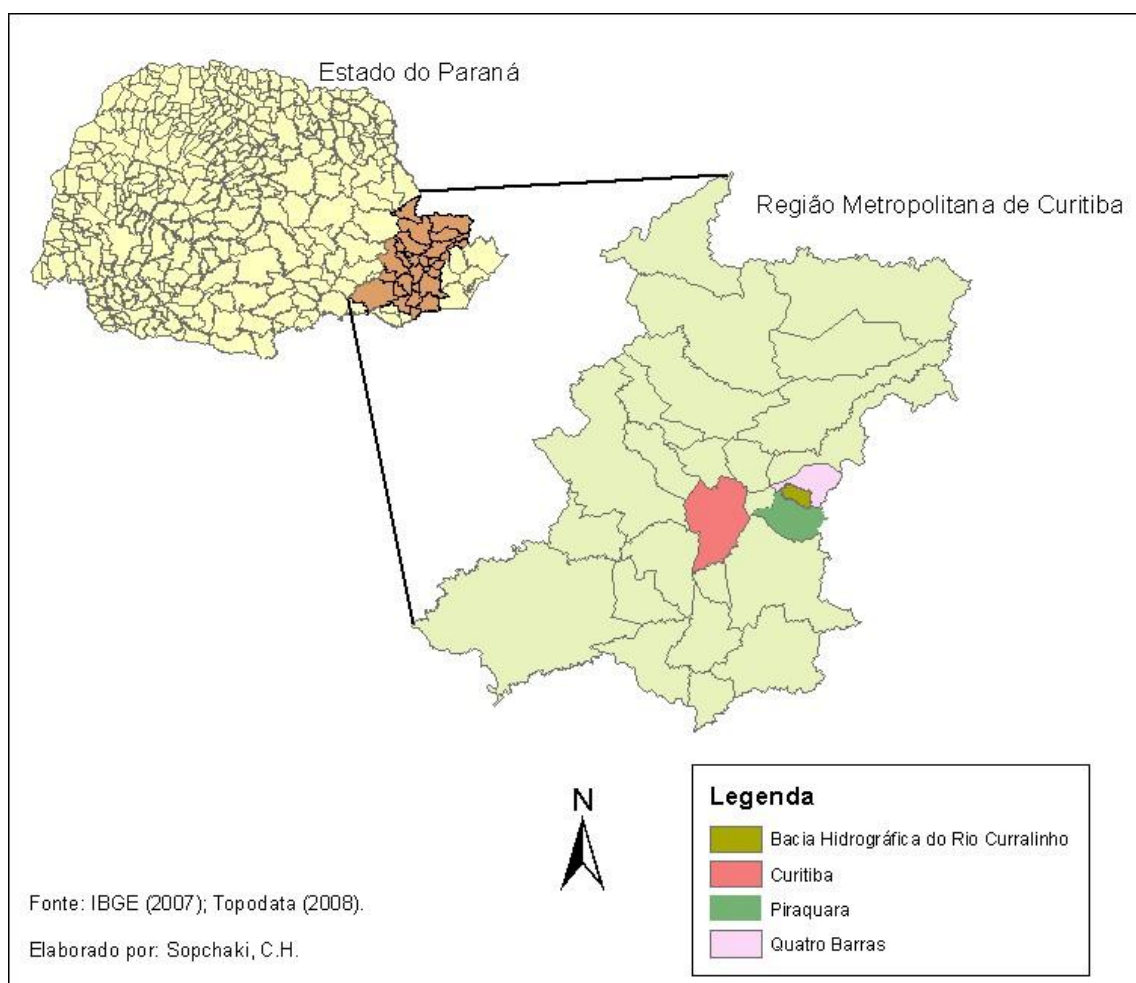 Estado do Paraná
Região Metropolitana de Curitiba
N
Legenda
Bacia Hidrográfica do Rio Curralinho
Curitiba
Piraquara
Quatro Barras
Fonte: IBGE (2007); Topodata (2008).
Elaborado por: Sopchaki, C.H.